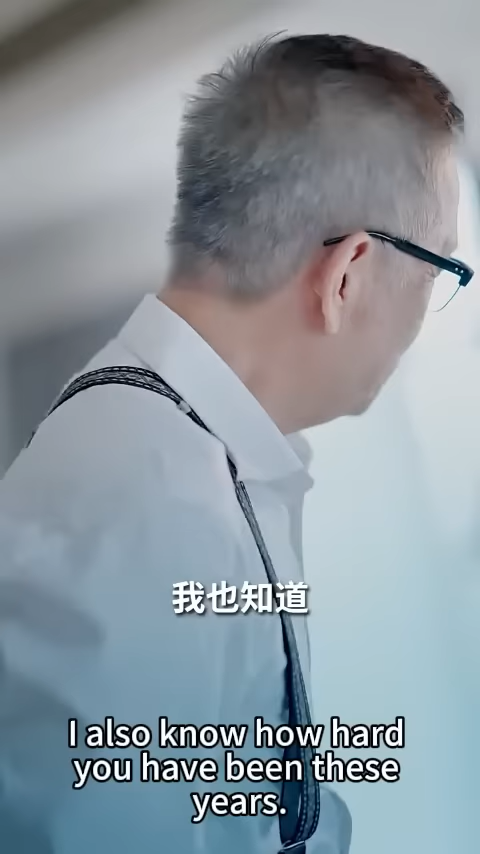 我也知道
I also know how hard
you have been these
years.